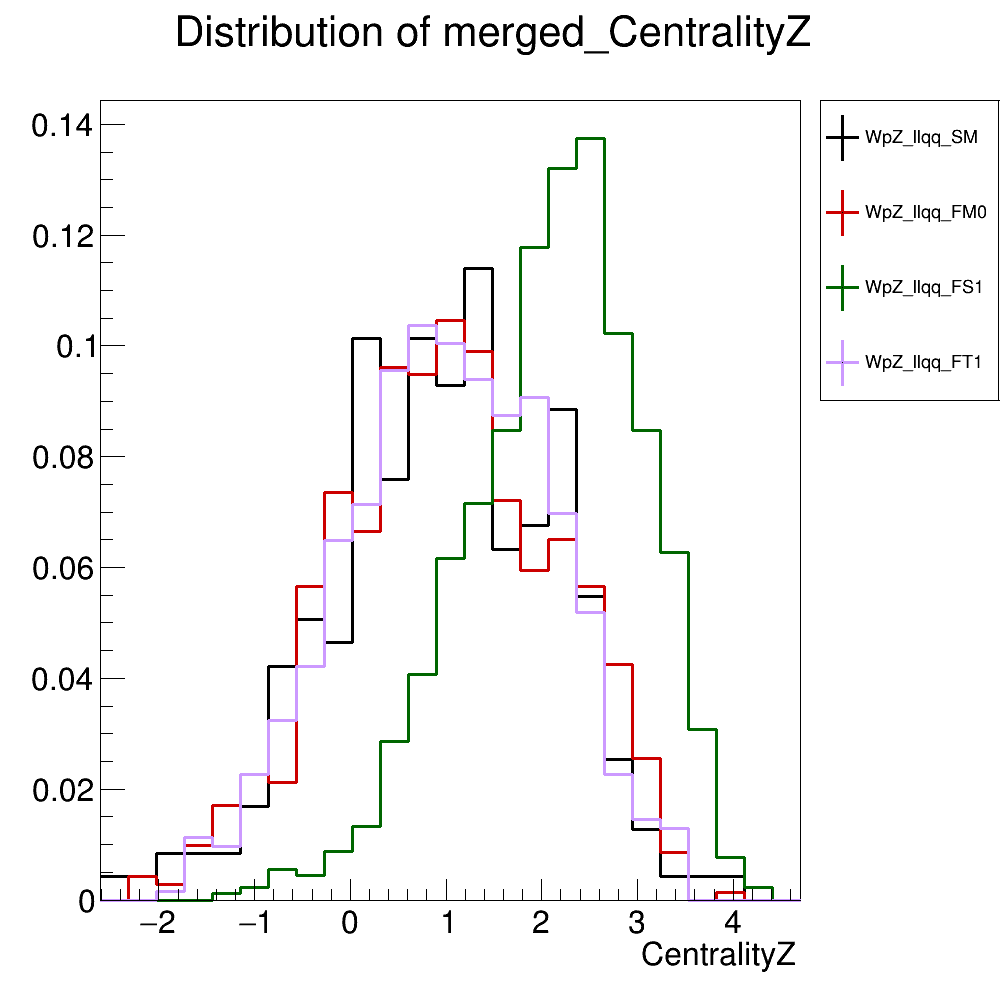 Distribution of merged_CentralityZ
0.14
0.12
0.1
0.08
0.06
0.04
0.02
0
−2 −1 0 1 2 3 4
CentralityZ
WpZ_llqq_SM
WpZ_llqq_FM0
WpZ_llqq_FS1
WpZ_llqq_FT1